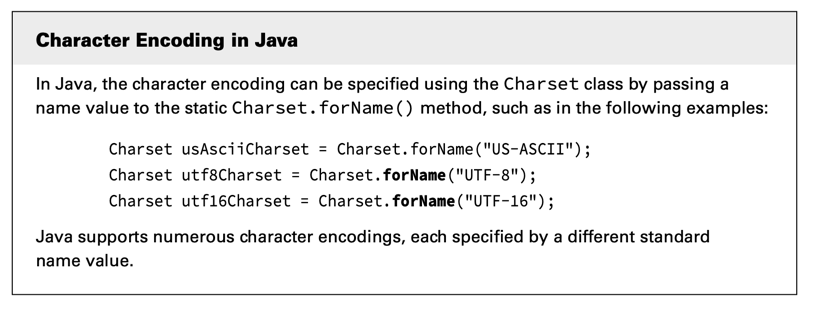 Character Encoding in Java
In Java, the character encoding can be specified using the Charset class by passing a
name value to the static Charset.forName() method, such as in the following examples:
Charset usAsciiCharset = Charset.forName("US-ASCII");
Charset utf8Charset = Charset.forName("UTF-8");
Charset utf16Charset = Charset.forName("UTF-16");
Java supports numerous character encodings, each specified by a different standard
name value.